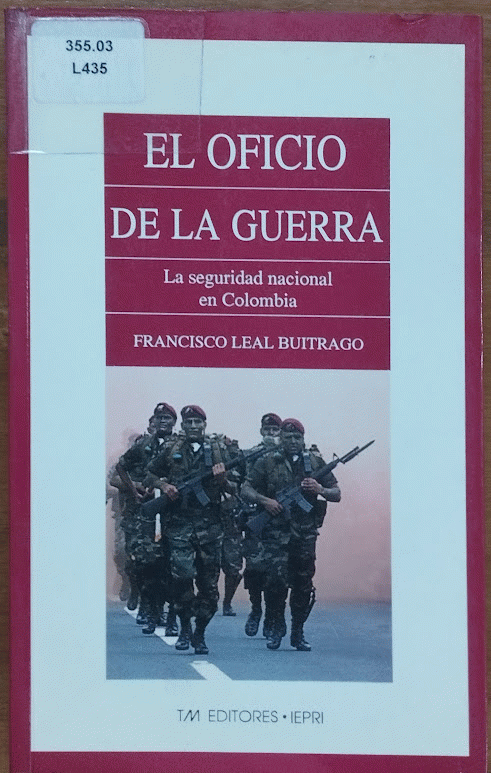 355.03
L435
EL OFICIO
DE LA GUERRA
La seguridad nacional
en Colombia
FRANCISCO LEAL BUITRAGO
TM EDITORES • IEPRI